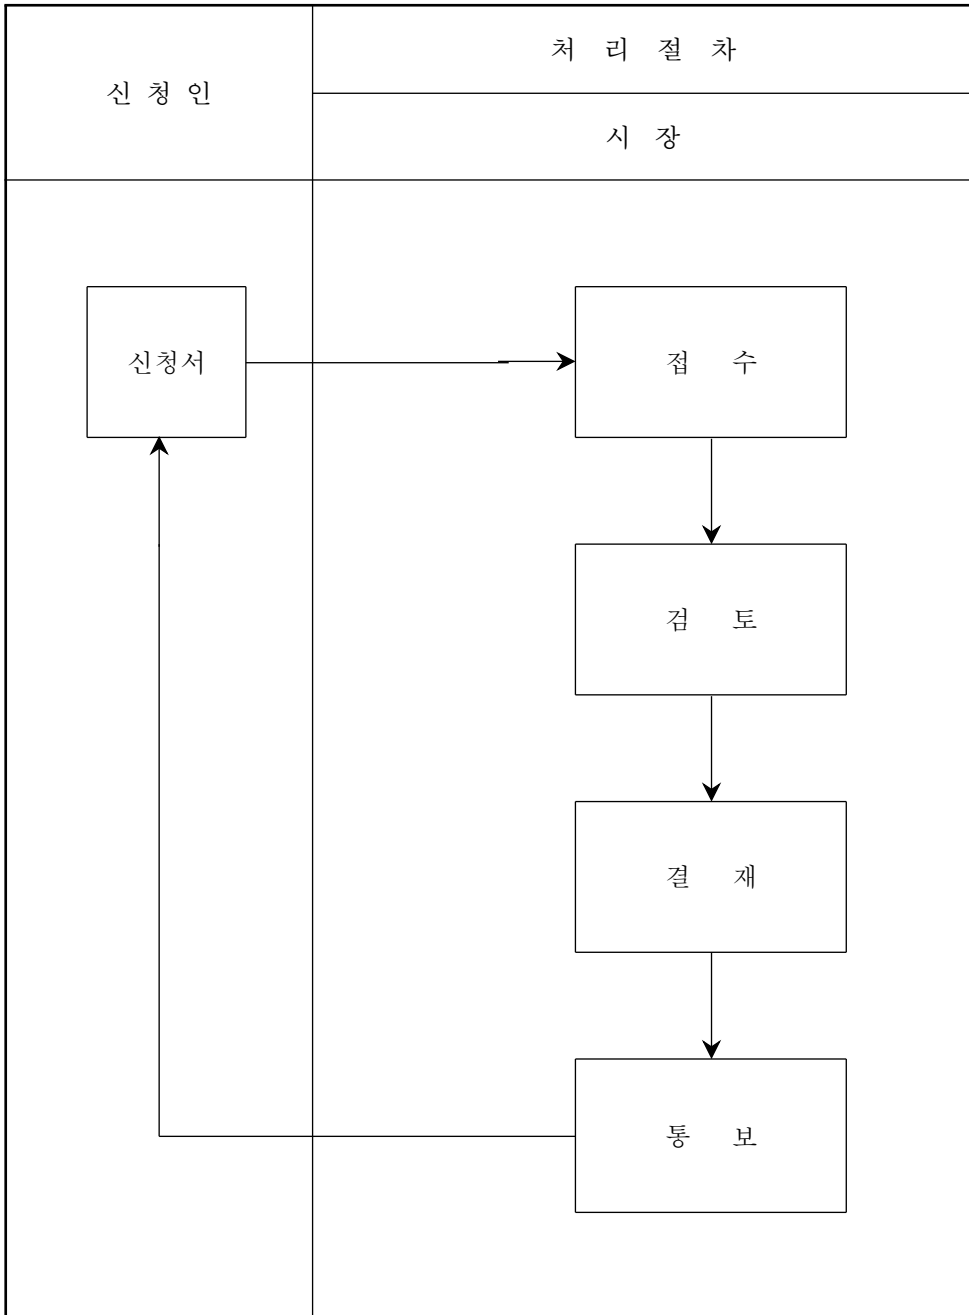 처 리 절 차
신 청 인
시 장
신청서
접 수
검 토
결 재
통 보